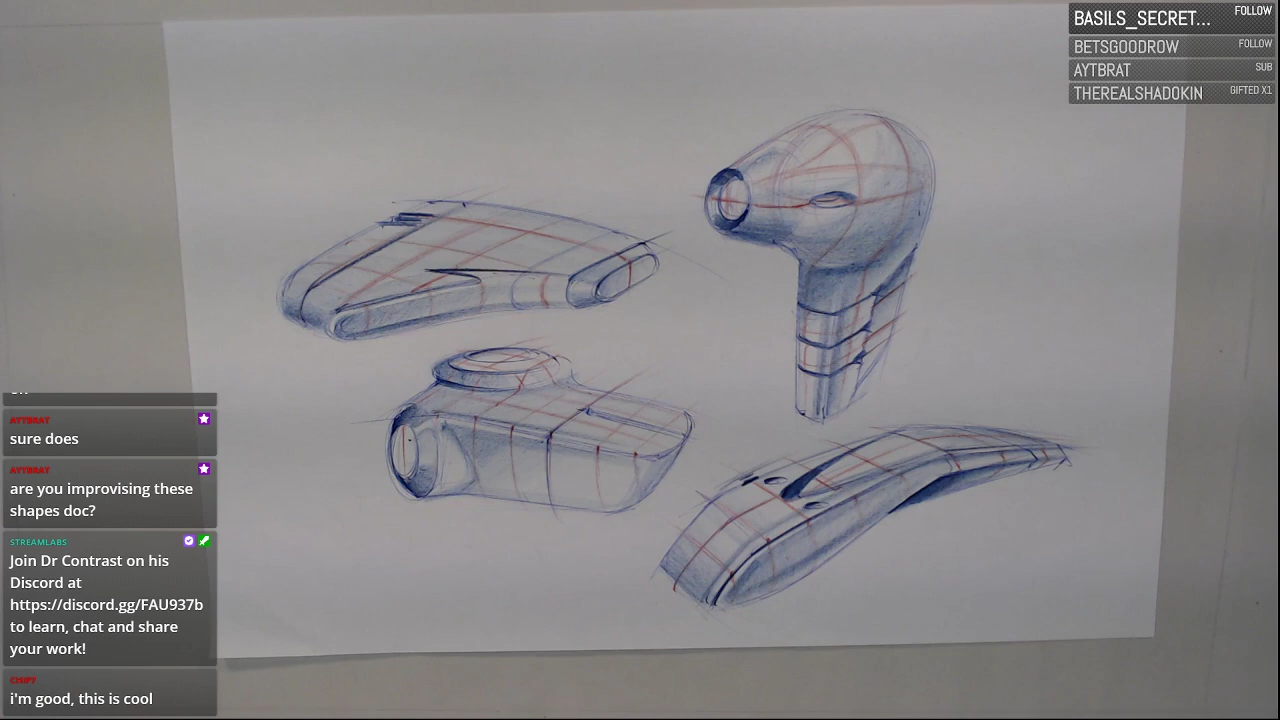 BASILS_SECRET... FOLLOW
BETSGOODROW FOLLOW
AYTBRAT SUB
THEREALSHADOKIN GIFTED X1
AYTBRAT
sure does
AYTBRAT
are you improvising these
shapes doc?
STREAMLABS
Join Dr Contrast on his
Discord at
https://discord.gg/FAU937b
to learn, chat and share
your work!
i'm good, this is cool